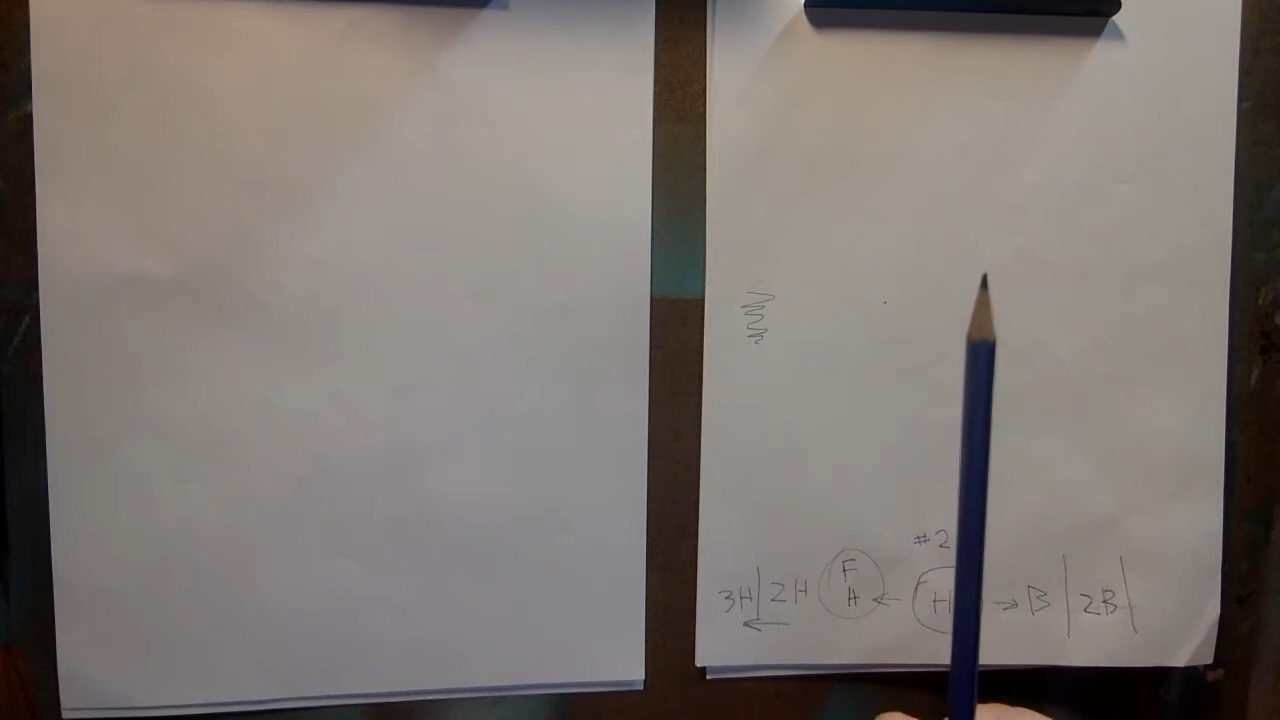 #2
F
3H | 2H H ← H → B | 2B |
←